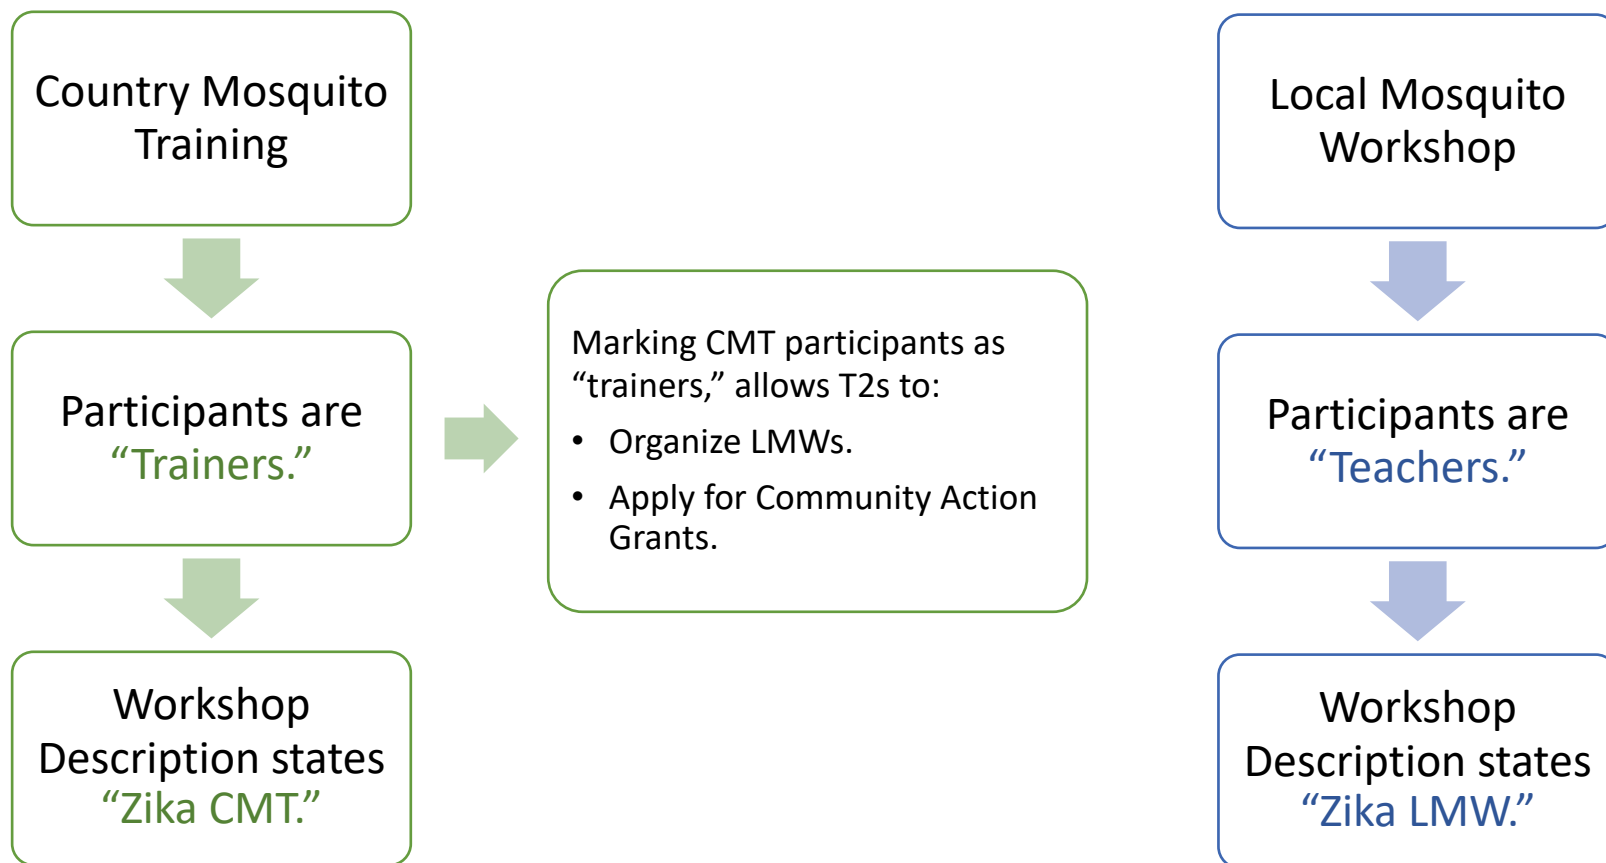 Country Mosquito
Training
Participants are
“Trainers.”
Workshop
Description states
“Zika CMT.”
Marking CMT participants as
“trainers,” allows T2s to:
• Organize LMWs.
• Apply for Community Action
Grants.
Local Mosquito
Workshop
Participants are
“Teachers.”
Workshop
Description states
“Zika LMW.”